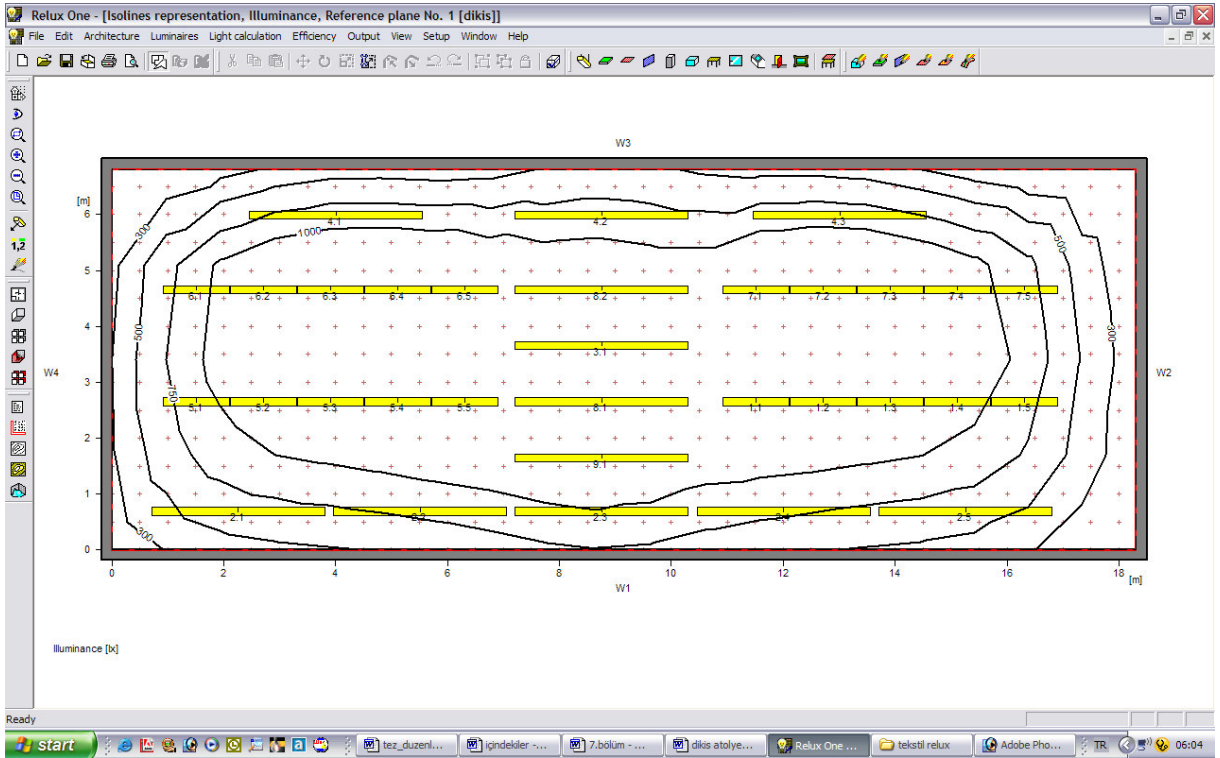 Relux One - [Isolines representation, Illuminance, Reference plane No. 1 [dikis]]
File Edit Architecture Luminaires Light calculation Efficiency Output View Setup Window Help
1,2
W3
[m]
6
5
4
3
2
1
0
W4
W2
300
4.1
4.2
4.3
1000
500
6.1 6.2 6.3 6.4 6.5 8.2 7.1 7.2 7.3 7.4 7.5
500
300
3.1
750
5.1 5.2 5.3 5.4 5.5 8.1 1.1 1.2 1.3 1.4 1.5
9.1
2.1 2.2 2.3 2.4 2.5
300
0 2 4 6 8 10 12 14 16 18
[m]
W1
Illuminance [lx]
Ready
start
tez_duzenl...
içindekiler -...
7.bölüm - ...
dikis atolye...
Relux One ...
tekstil relux
Adobe Pho...
TR
06:04